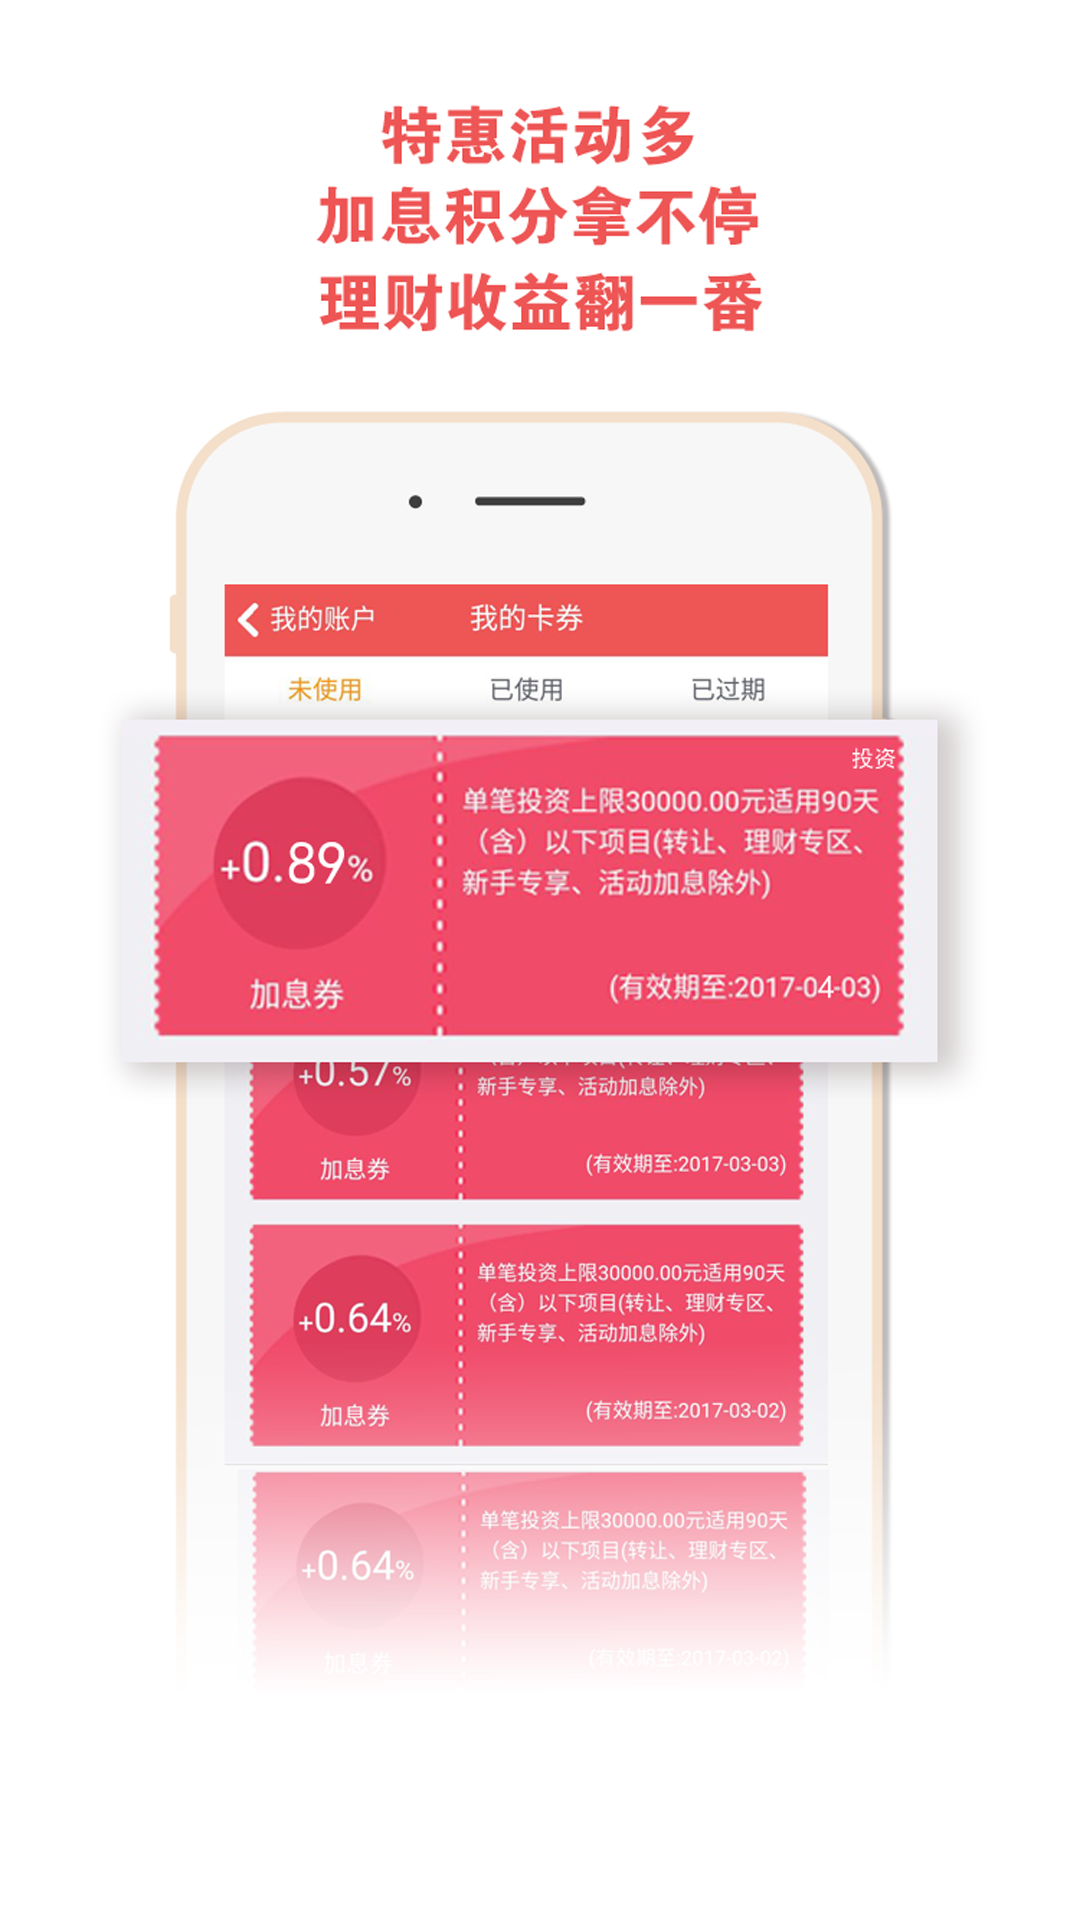 特惠活动多
加息积分拿不停
理财收益翻一番
我的账户
我的卡券
未使用
已使用
已过期
投资
+0.89%
加息券
单笔投资上限30000.00元适用90天
（含）以下项目(转让、理财专区、
新手专享、活动加息除外)
(有效期至:2017-04-03)
+0.57%
加息券
新手专享、活动加息除外)
(有效期至:2017-03-03)
+0.64%
加息券
单笔投资上限30000.00元适用90天
（含）以下项目(转让、理财专区、
新手专享、活动加息除外)
(有效期至:2017-03-02)
+0.64%
加息券
单笔投资上限30000.00元适用90天
（含）以下项目(转让、理财专区、
新手专享、活动加息除外)
(有效期至:2017-03-02)